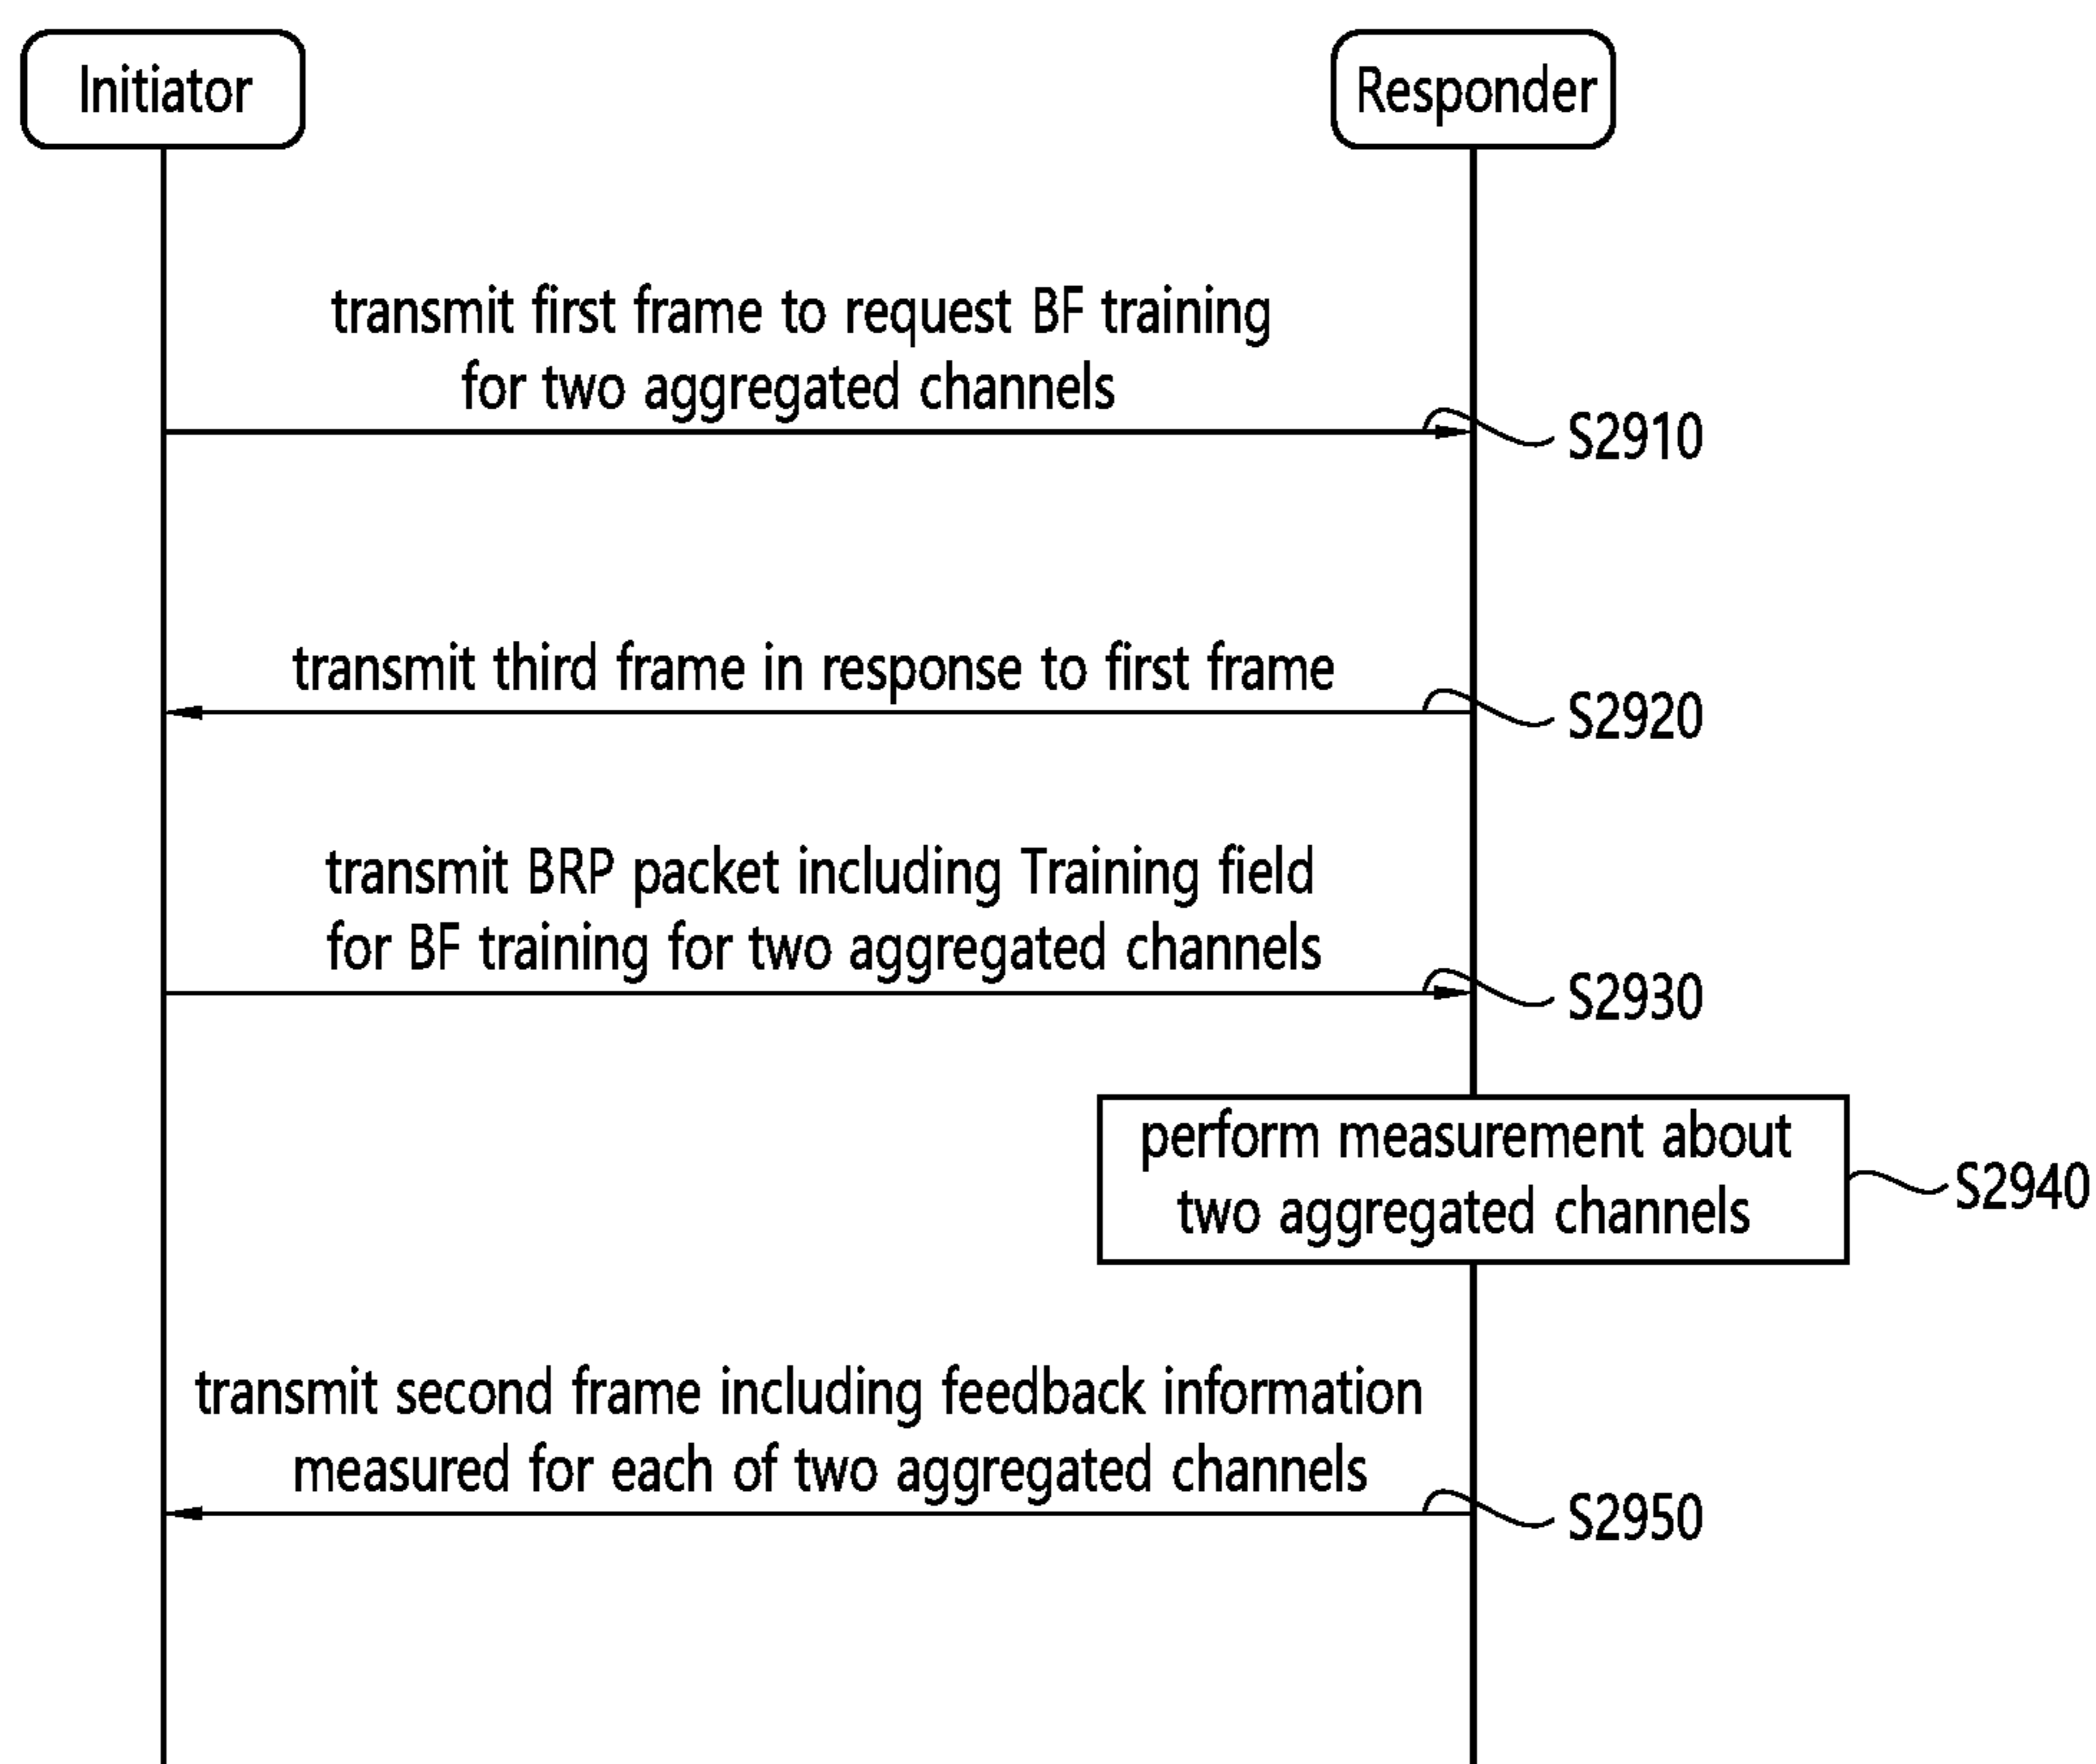 Initiator
Responder
transmit first frame to request BF training
for two aggregated channels
S2910
transmit third frame in response to first frame
S2920
transmit BRP packet including Training field
for BF training for two aggregated channels
S2930
perform measurement about
two aggregated channels
S2940
transmit second frame including feedback information
measured for each of two aggregated channels
S2950